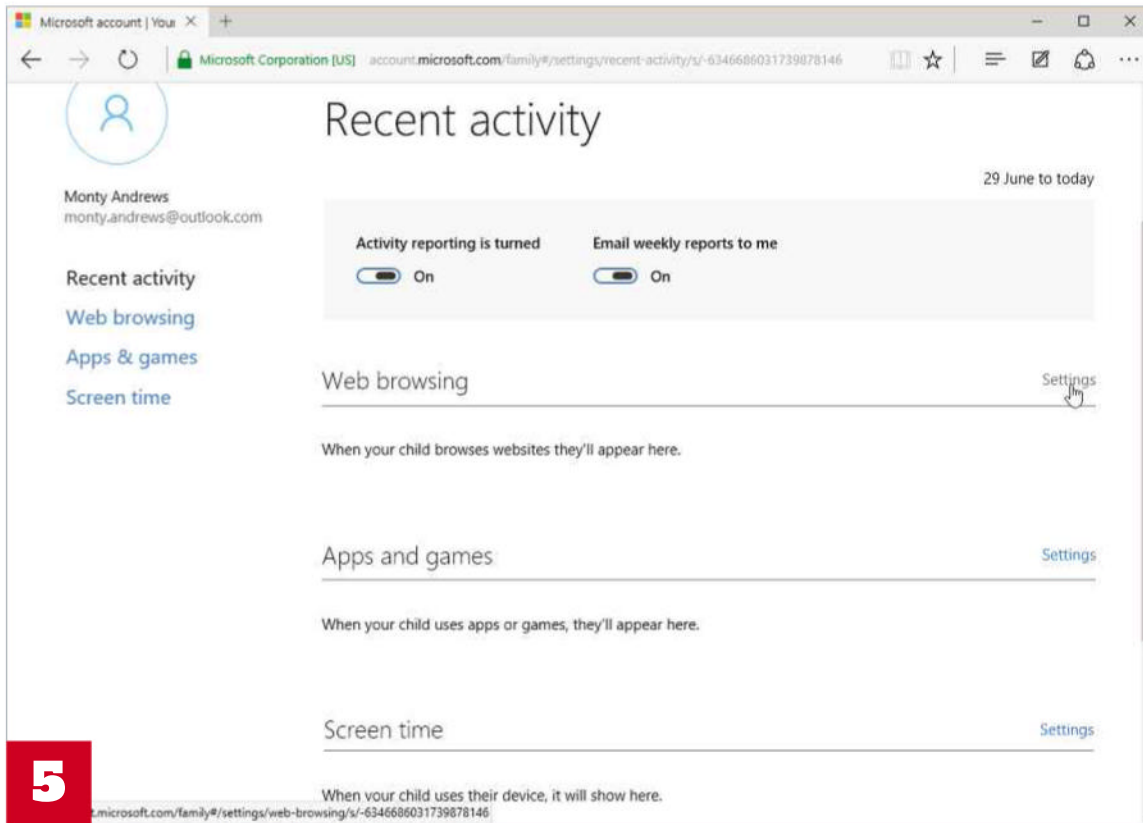 Microsoft account | Your
Microsoft Corporation [US] account.microsoft.com/family#/settings/recent-activity/s/-6346686031739878146
Recent activity
29 June to today
Monty Andrews
monty.andrews@outlook.com
Activity reporting is turned
On
Email weekly reports to me
On
Recent activity
Web browsing
Apps & games
Screen time
Web browsing
Settings
When your child browses websites they'll appear here.
Apps and games
Settings
When your child uses apps or games, they'll appear here.
Screen time
Settings
When your child uses their device, it will show here.
5
t.microsoft.com/family#/settings/web-browsing/s/-6346686031739878146